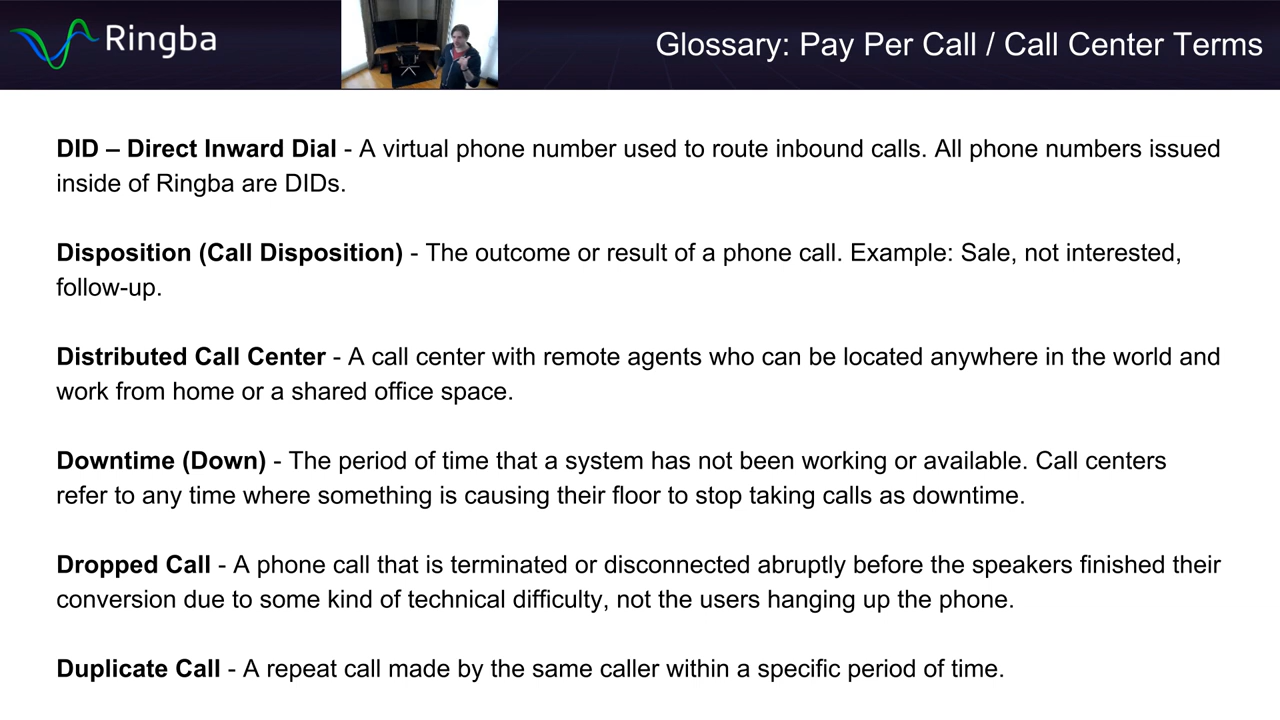 Ringba
Glossary: Pay Per Call / Call Center Terms
DID – Direct Inward Dial - A virtual phone number used to route inbound calls. All phone numbers issued
inside of Ringba are DIDs.
Disposition (Call Disposition) - The outcome or result of a phone call. Example: Sale, not interested,
follow-up.
Distributed Call Center - A call center with remote agents who can be located anywhere in the world and
work from home or a shared office space.
Downtime (Down) - The period of time that a system has not been working or available. Call centers
refer to any time where something is causing their floor to stop taking calls as downtime.
Dropped Call - A phone call that is terminated or disconnected abruptly before the speakers finished their
conversion due to some kind of technical difficulty, not the users hanging up the phone.
Duplicate Call - A repeat call made by the same caller within a specific period of time.